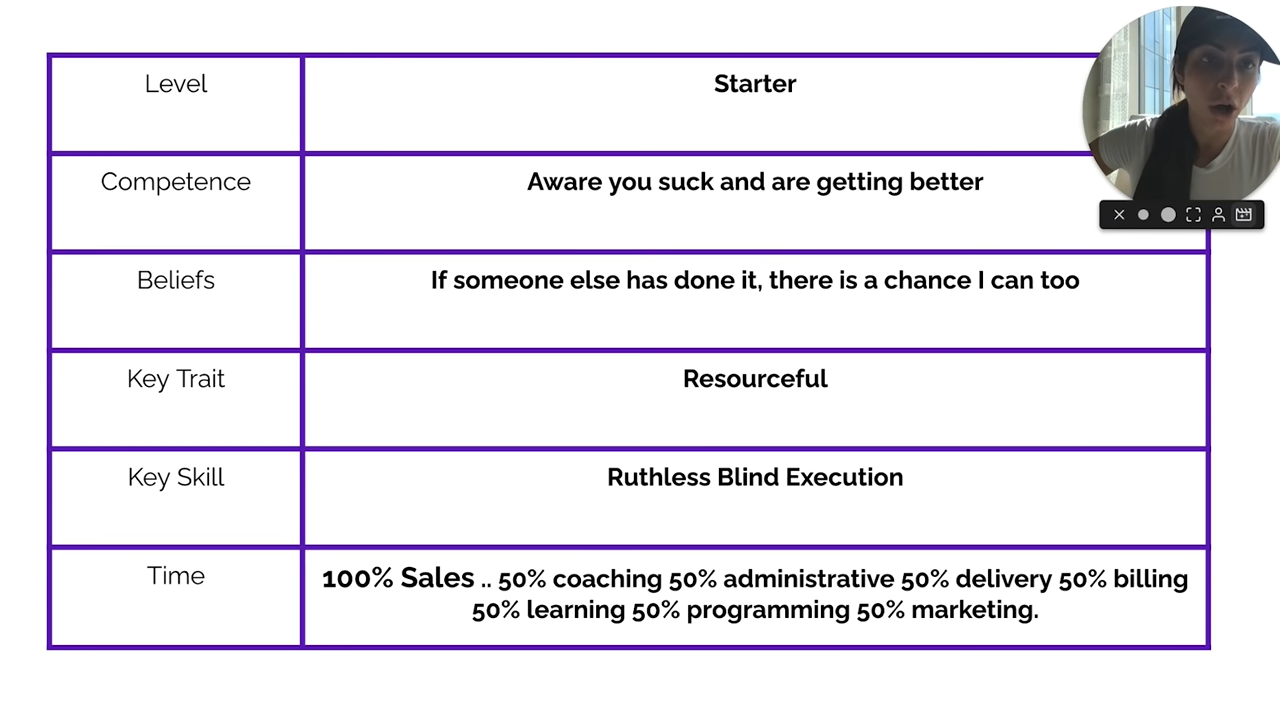 Level
Starter
Competence
Aware you suck and are getting better
Beliefs
If someone else has done it, there is a chance I can too
Key Trait
Resourceful
Key Skill
Ruthless Blind Execution
Time
100% Sales .. 50% coaching 50% administrative 50% delivery 50% billing
50% learning 50% programming 50% marketing.